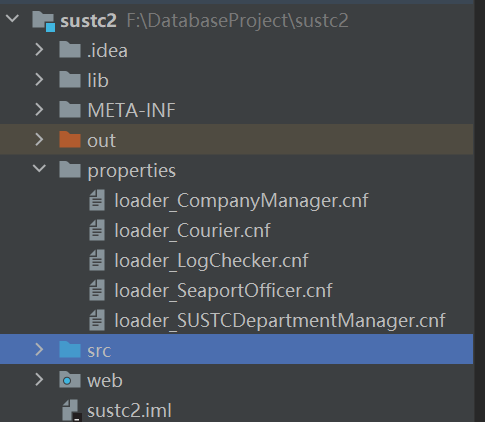 sustc2 F:\DatabaseProject\sustc2
.idea
lib
META-INF
out
properties
loader_CompanyManager.cnf
loader_Courier.cnf
loader_LogChecker.cnf
loader_SeaportOfficer.cnf
loader_SUSTCDepartmentManager.cnf
src
web
sustc2.iml